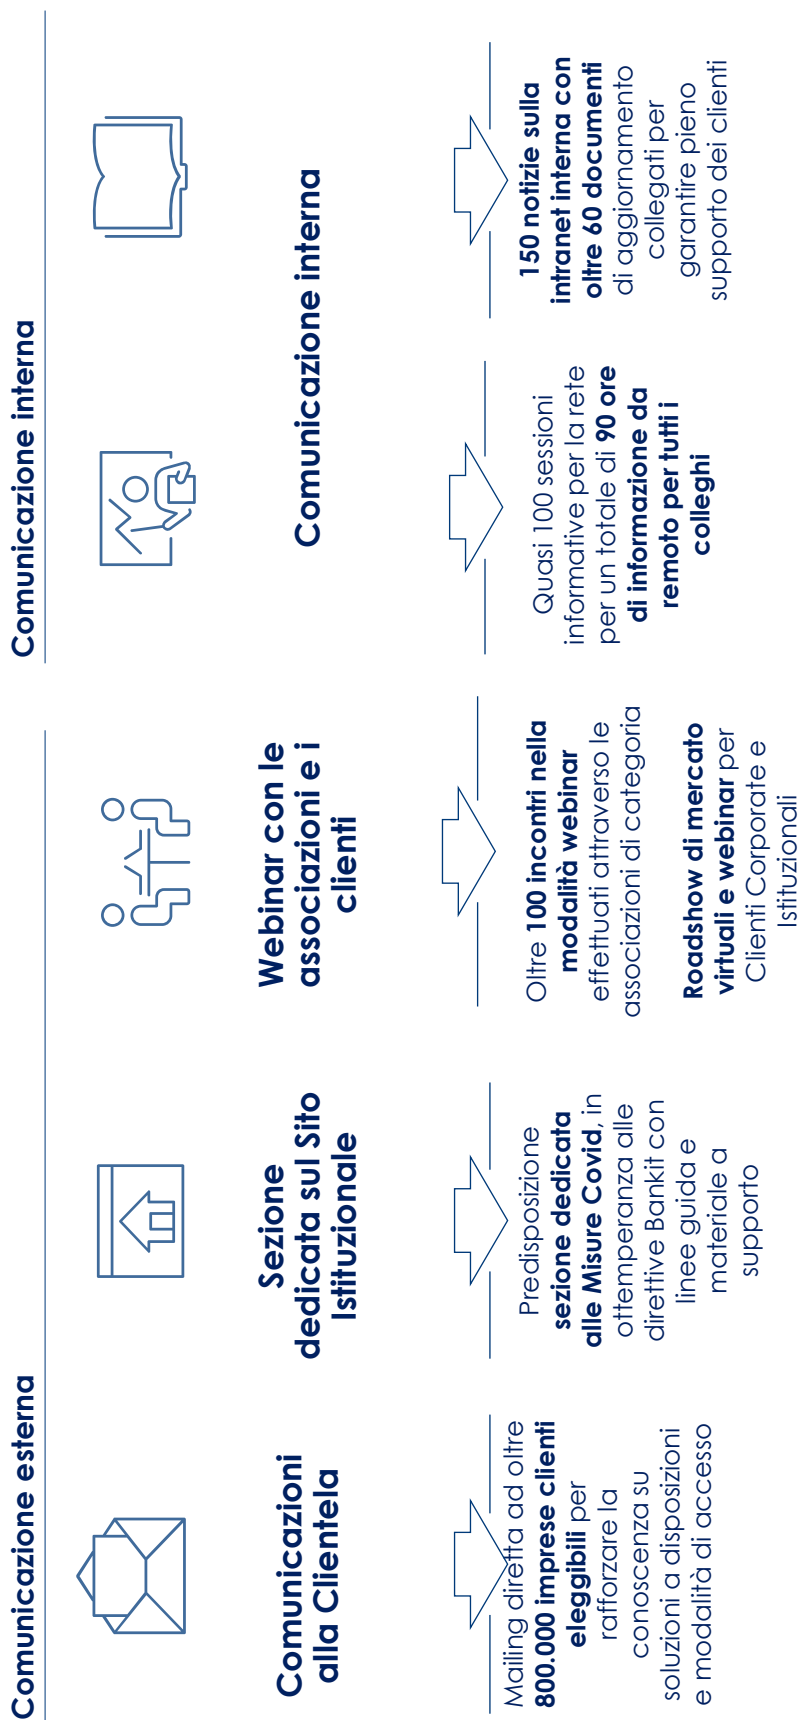 Comunicazione esterna
Comunicazioni
alla Clientela
Mailing diretta ad oltre
800.000 imprese clienti
eleggibili per
rafforzare la
conoscenza su
soluzioni a disposizioni
e modalità di accesso
Sezione
dedicata sul Sito
Istituzionale
Predisposizione
sezione dedicata
alle Misure Covid, in
ottemperanza alle
direttive Bankit con
linee guida e
materiale a
supporto
Webinar con le
associazioni e i
clienti
Oltre 100 incontri nella
modalità webinar
effettuati attraverso le
associazioni di categoria
Roadshow di mercato
virtuali e webinar per
Clienti Corporate e
Istituzionali
Comunicazione interna
Comunicazione interna
Quasi 100 sessioni
informative per la rete
per un totale di 90 ore
di informazione da
remoto per tutti i
colleghi
150 notizie sulla
intranet interna con
oltre 60 documenti
di aggiornamento
collegati per
garantire pieno
supporto dei clienti